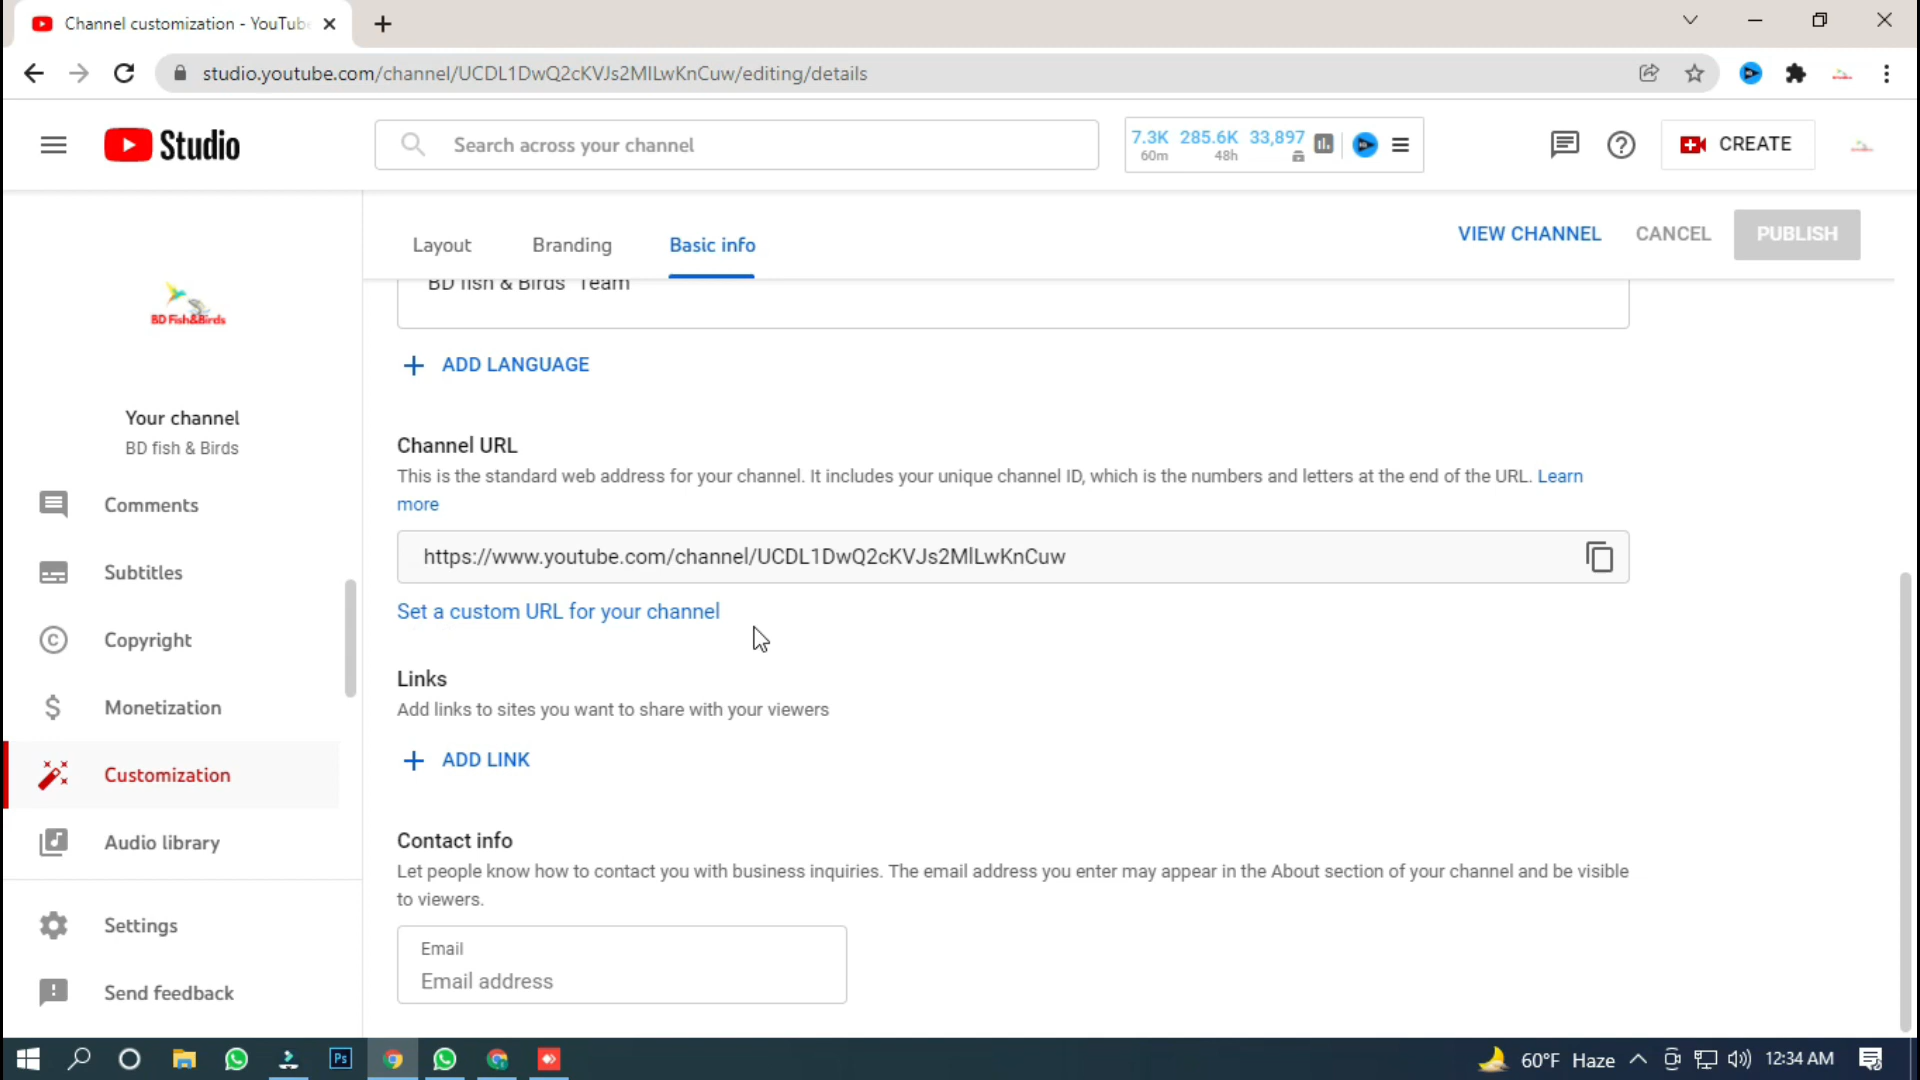 Channel customization - YouTube
studio.youtube.com/channel/UCDL1DwQ2cKVJs2MlLwKnCuw/editing/details
Studio
Search across your channel
7.3K 285.6K 33,897
60m 48h
CREATE
Layout Branding Basic info
VIEW CHANNEL CANCEL PUBLISH
BD fish & Birds Team
BD Fish&Birds
ADD LANGUAGE
Your channel
BD fish & Birds
Channel URL
This is the standard web address for your channel. It includes your unique channel ID, which is the numbers and letters at the end of the URL. Learn
more
Comments
https://www.youtube.com/channel/UCDL1DwQ2cKVJs2MlLwKnCuw
Subtitles
Set a custom URL for your channel
Copyright
Links
Add links to sites you want to share with your viewers
Monetization
ADD LINK
Customization
Contact info
Audio library
Let people know how to contact you with business inquiries. The email address you enter may appear in the About section of your channel and be visible
to viewers.
Settings
Email
Email address
Send feedback
Ps
60°F Haze 12:34 AM